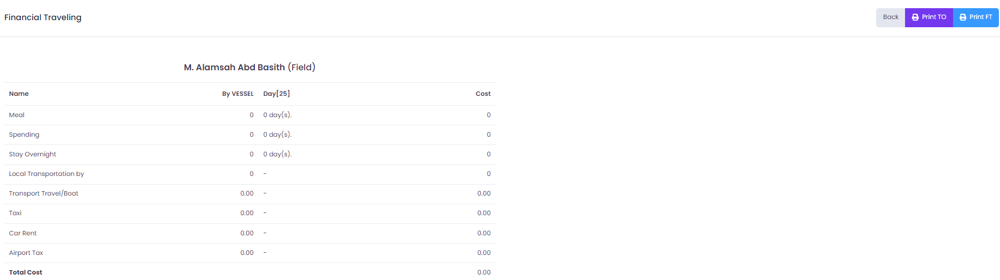 Financial Traveling
Back Print TO Print FT
M. Alamsah Abd Basith (Field)
Name By VESSEL Day[25] Cost
Meal 0 0 day(s). 0
Spending 0 0 day(s). 0
Stay Overnight 0 0 day(s). 0
Local Transportation by 0 - 0
Transport Travel/Boat 0.00 - 0.00
Taxi 0.00 - 0.00
Car Rent 0.00 - 0.00
Airport Tax 0.00 - 0.00
Total Cost 0.00